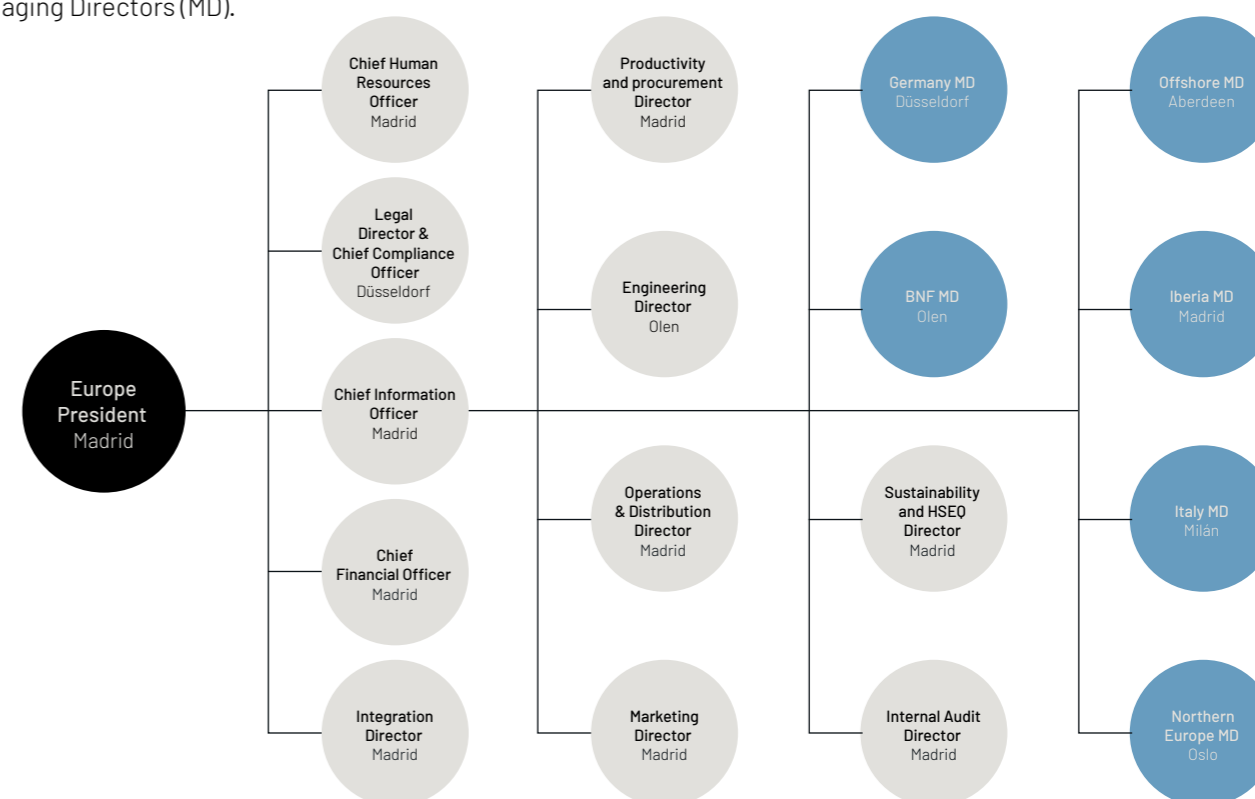 aging Directors (MD).
Chief Human
Resources
Officer
Madrid
Legal
Director &
Chief Compliance
Officer
Düsseldorf
Europe
President
Madrid
Chief Information
Officer
Madrid
Chief
Financial Officer
Madrid
Integration
Director
Madrid
Productivity
and procurement
Director
Madrid
Engineering
Director
Olen
Operations
& Distribution
Director
Madrid
Marketing
Director
Madrid
Germany MD
Düsseldorf
BNF MD
Olen
Sustainability
and HSEQ
Director
Madrid
Internal Audit
Director
Madrid
Offshore MD
Aberdeen
Iberia MD
Madrid
Italy MD
Milán
Northern
Europe MD
Oslo